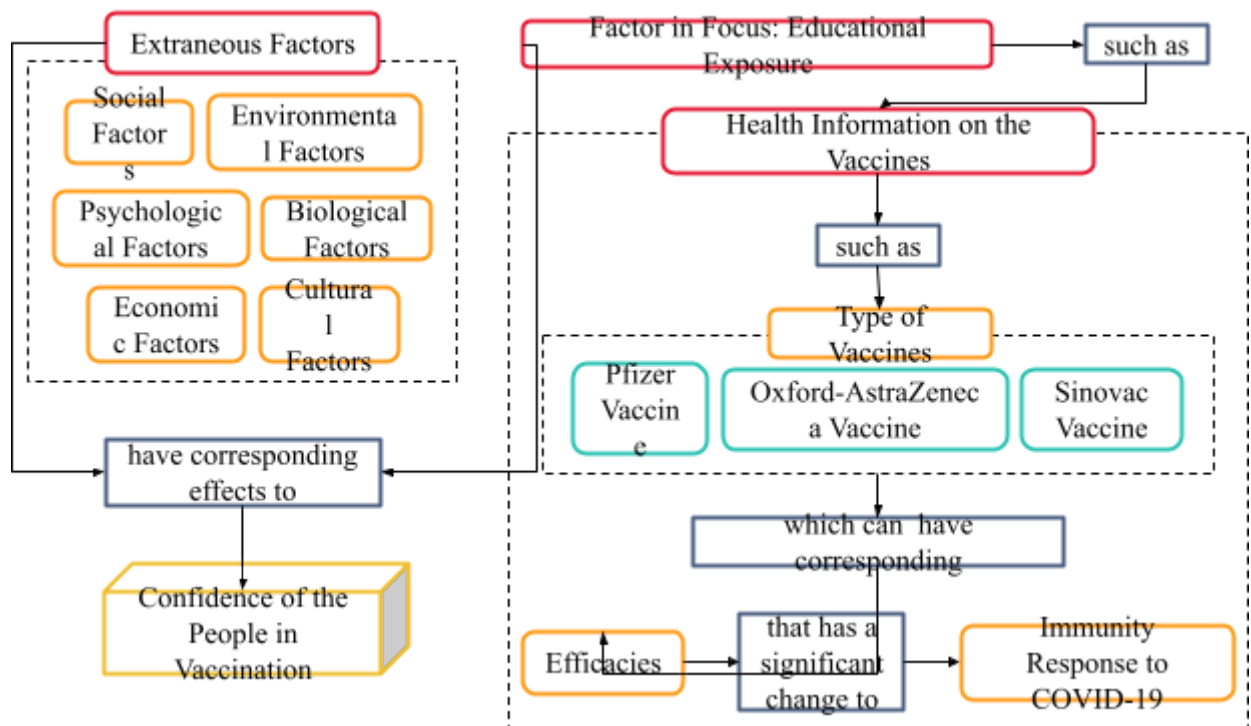 Extraneous Factors
Factor in Focus: Educational
Exposure
such as
Social
Factor
s
Environmenta
l Factors
Psychologic
al Factors
Biological
Factors
Economi
c Factors
Cultura
l
Factors
Health Information on the
Vaccines
such as
Type of
Vaccines
Pfizer
Vaccin
e
Oxford-AstraZenec
a Vaccine
Sinovac
Vaccine
have corresponding
effects to
Confidence of the
People in
Vaccination
which can have
corresponding
Efficacies
that has a
significant
change to
Immunity
Response to
COVID-19